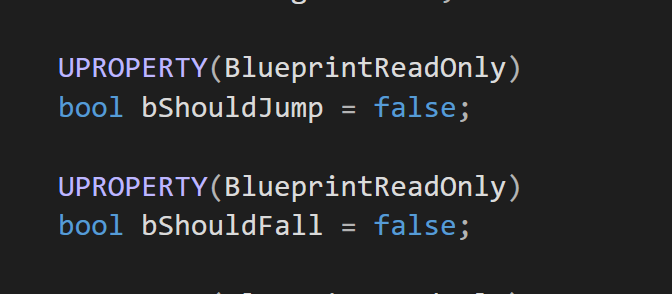 UPROPERTY(BlueprintReadOnly)
bool bShouldJump = false;
UPROPERTY(BlueprintReadOnly)
bool bShouldFall = false;